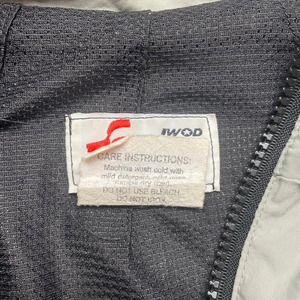 IWOD
CARE INSTRUCTIONS:
Machine wash cold with
mild detergent,
DO NOT USE BLEACH
DO NOT IRON